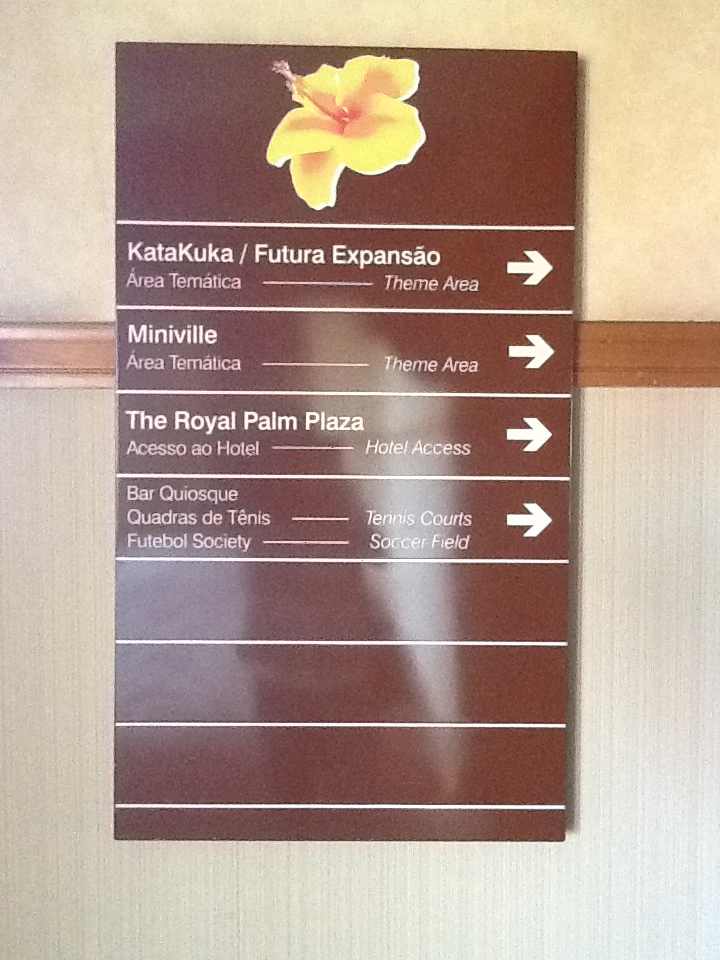 KataKuka / Futura Expansão
Área Temática Theme Area
Miniville
Área Temática Theme Area
The Royal Palm Plaza
Acesso ao Hotel Hotel Access
Bar Quiosque
Quadras de Tênis Tennis Courts
Futebol Society Soccer Field